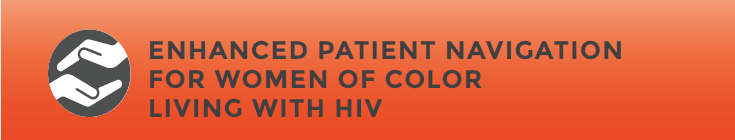 ENHANCED PATIENT NAVIGATION
FOR WOMEN OF COLOR
LIVING WITH HIV